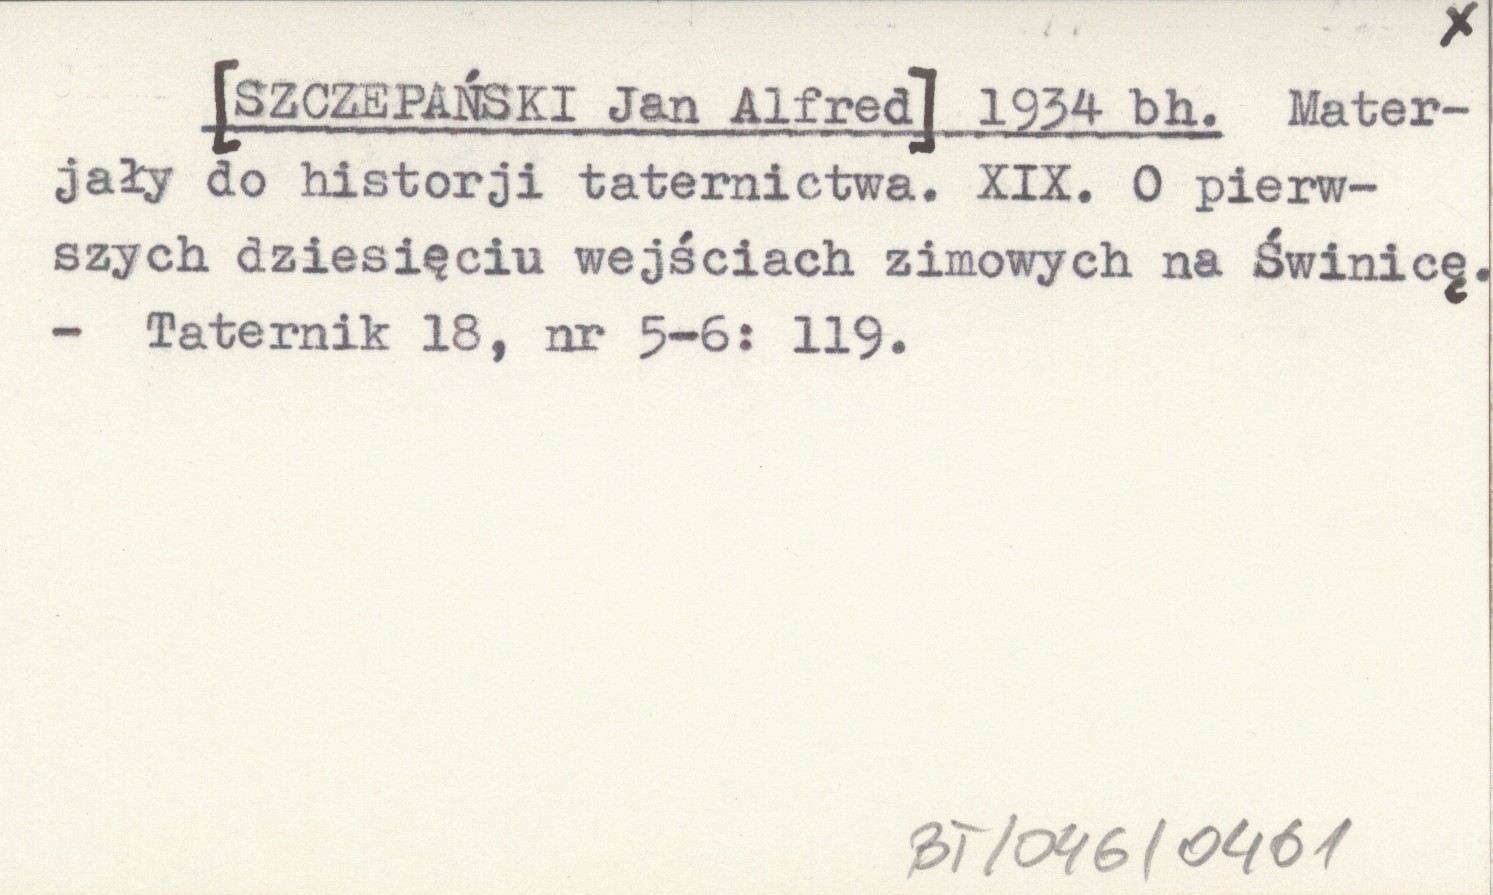 x
[SZCZEPAŃSKI Jan Alfred] 1934 bh. Mater-
jały do historji taternictwa. XIX. O pierw-
szych dziesięciu wejściach zimowych na Świnicę.
- Taternik 18, nr 5-6: 119.
BT/046/0461